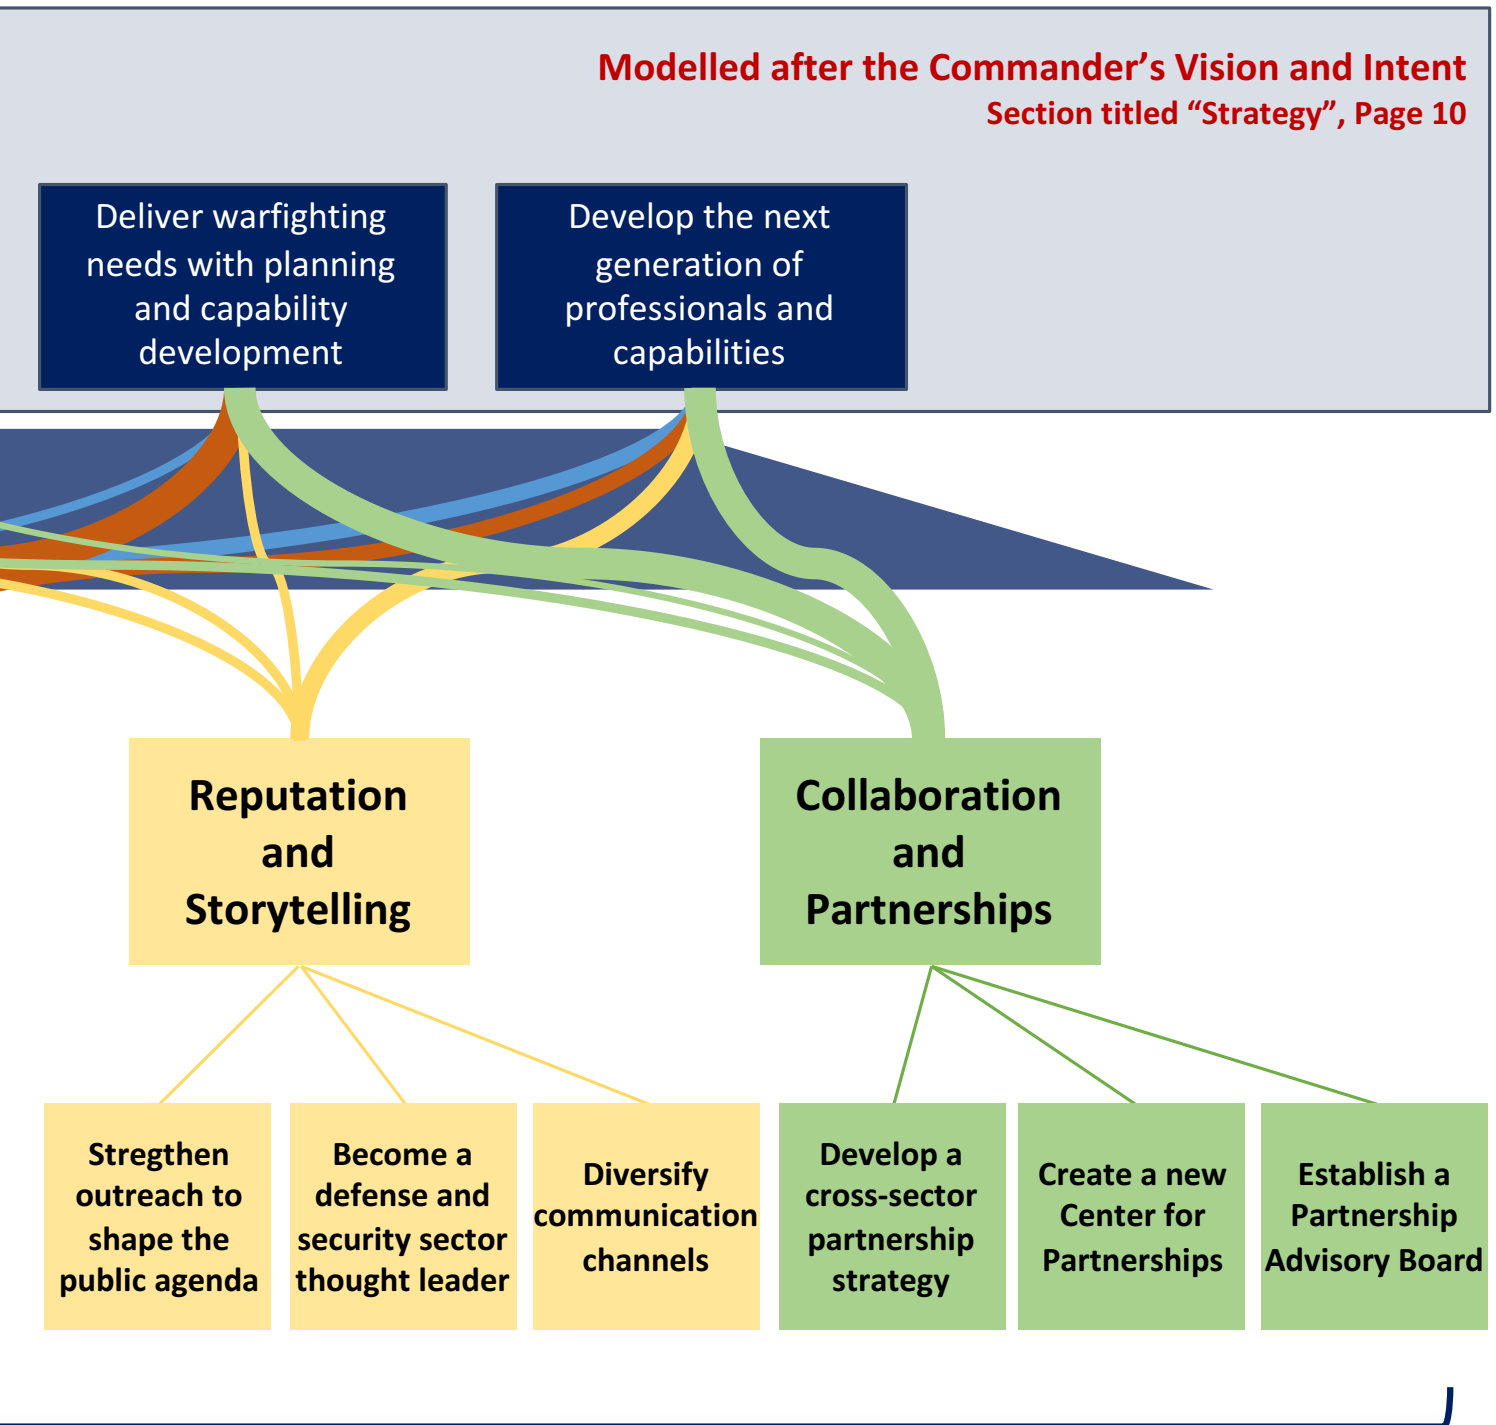 Modelled after the Commander’s Vision and Intent
Section titled “Strategy”, Page 10
Deliver warfighting
needs with planning
and capability
development
Develop the next
generation of
professionals and
capabilities
Reputation
and
Storytelling
Collaboration
and
Partnerships
Stregthen
outreach to
shape the
public agenda
Become a
defense and
security sector
thought leader
Diversify
communication
channels
Develop a
cross-sector
partnership
strategy
Create a new
Center for
Partnerships
Establish a
Partnership
Advisory Board